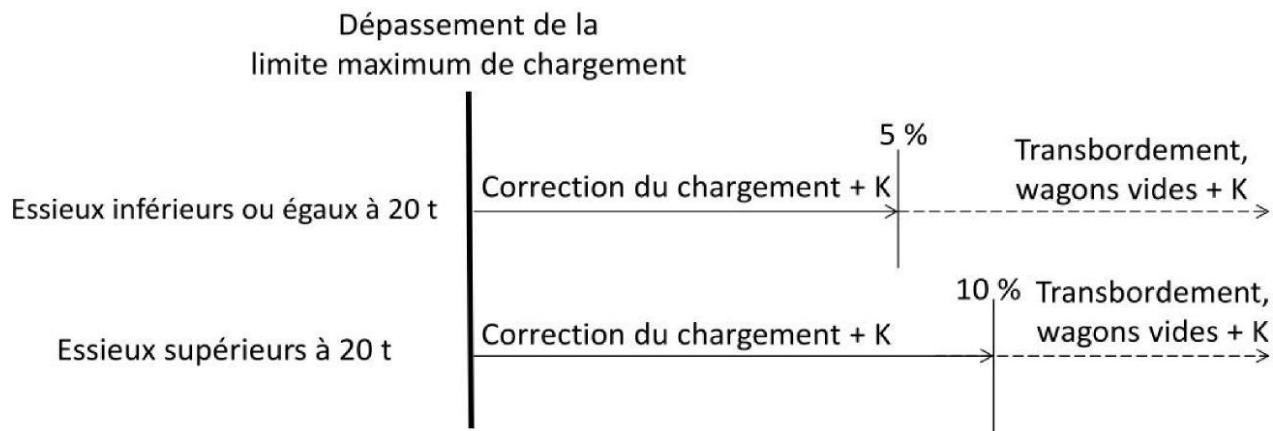 Dépassement de la
limite maximum de chargement
5 %
Transbordement,
wagons vides + K
Correction du chargement + K
Essieux inférieurs ou égaux à 20 t
10 %
Transbordement,
wagons vides + K
Correction du chargement + K
Essieux supérieurs à 20 t